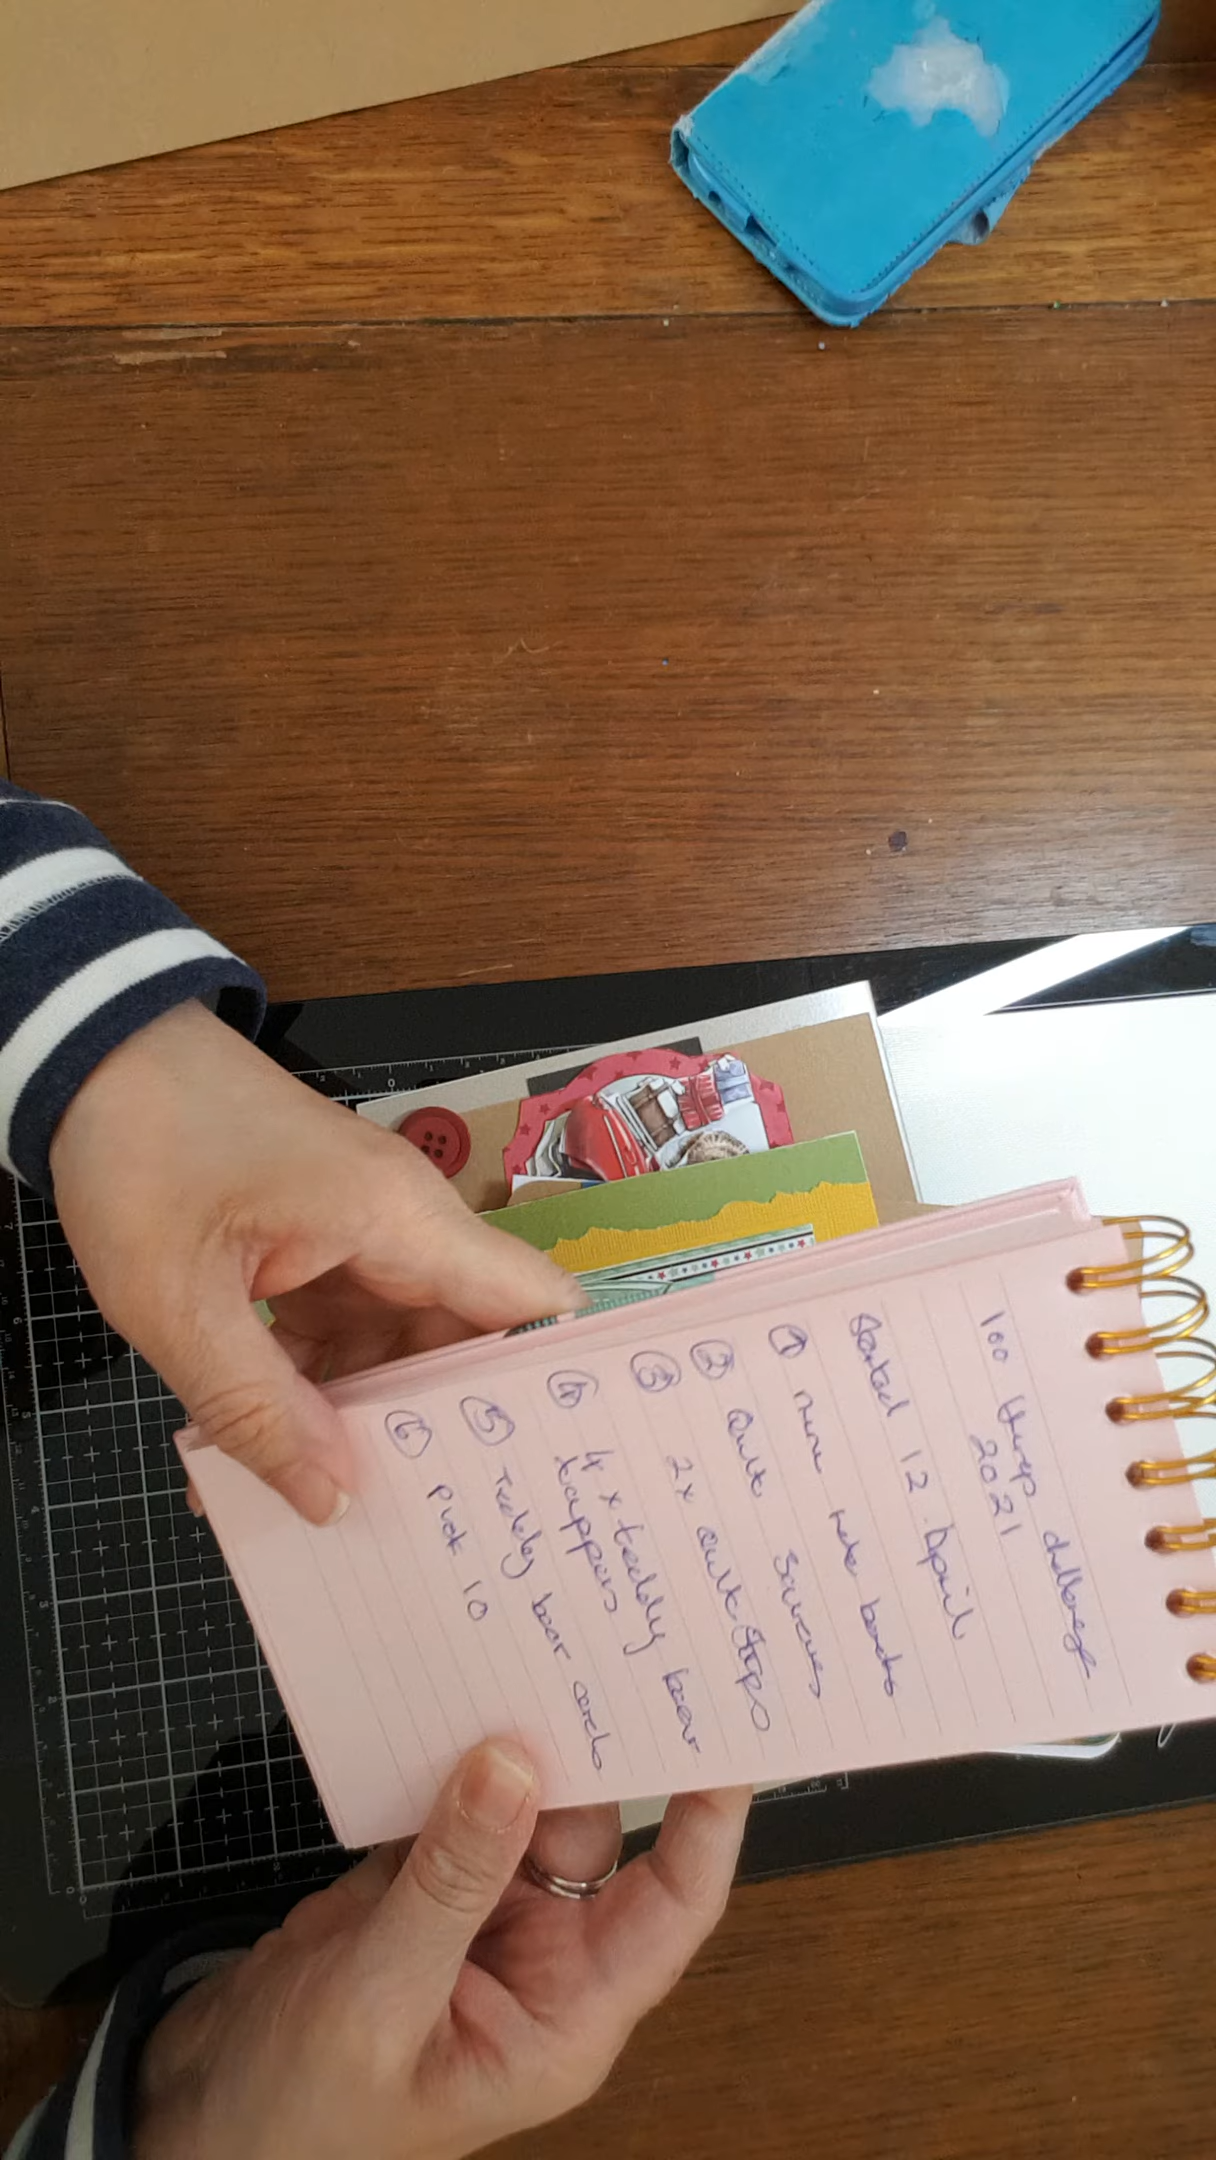 100 things challenge
2021
Started 12 April
① mini note books
② Quilt Squares
③ 2x quilt Strips
④ 4 x teddy bear
toppers
⑤ Teddy bear cards
⑥ Pick 10